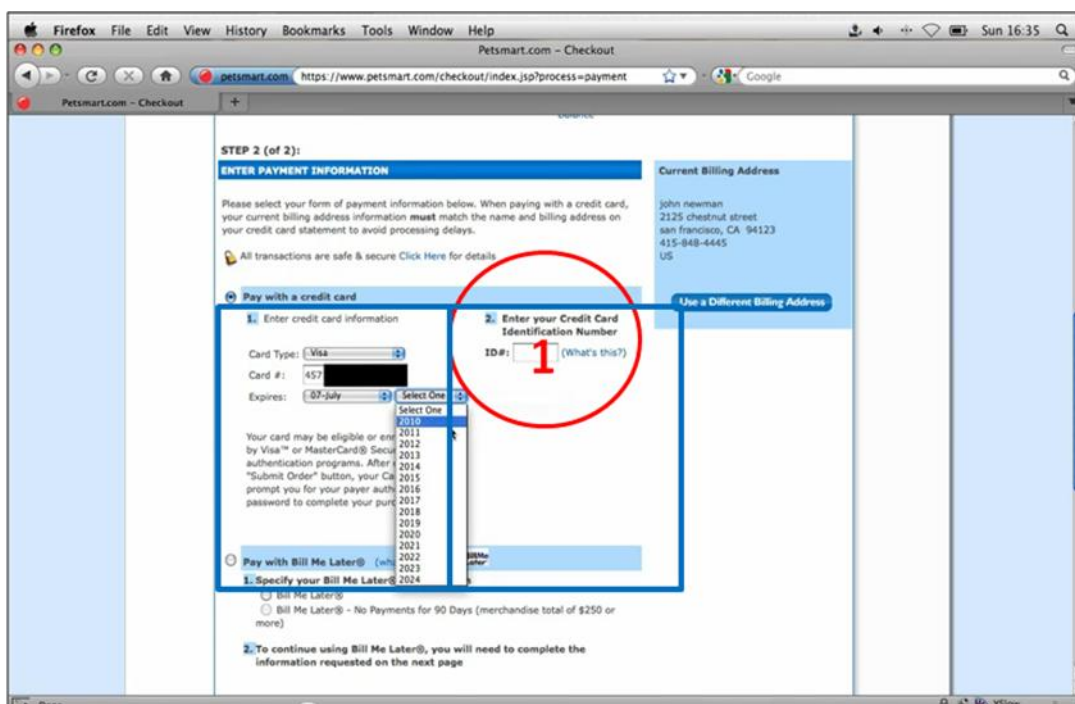 Firefox File Edit View History Bookmarks Tools Window Help Sun 16:35
Petsmart.com – Checkout
petsmart.com https://www.petsmart.com/checkout/index.jsp?process=payment Google
Petsmart.com – Checkout +
balance
STEP 2 (of 2):
ENTER PAYMENT INFORMATION
Please select your form of payment information below. When paying with a credit card,
your current billing address information must match the name and billing address on
your credit card statement to avoid processing delays.
All transactions are safe & secure Click Here for details
Current Billing Address
john newman
2125 chestnut street
san francisco, CA 94123
415-848-4445
US
Use a Different Billing Address
Pay with a credit card
1. Enter credit card information
Card Type: Visa
Card #: 457
Expires: 07-July Select One
2. Enter your Credit Card
Identification Number
ID#: (What's this?)
1
Select One
2010
2011
2012
2013
2014
2015
2016
2017
2018
2019
2020
2021
2022
2023
2024
Your card may be eligible or
by Visa™ or MasterCard®
authentication programs. After
"Submit Order" button, your
prompt you for your payer
password to complete your
Pay with Bill Me Later®
1. Specify your Bill Me Later®
Bill Me Later®
Bill Me Later® - No Payments for 90 Days (merchandise total of $250 or
more)
2. To continue using Bill Me Later®, you will need to complete the
information requested on the next page